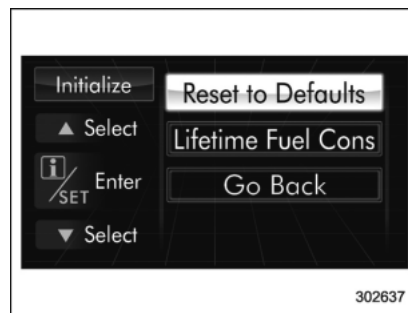 Initialize
Reset to Defaults
▲ Select
Lifetime Fuel Cons
i/SET Enter
Go Back
▼ Select
302637